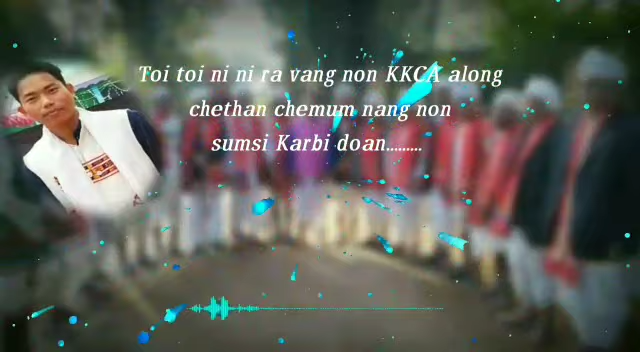 Toi toi ni ni ra vang non KKCA along
chethan chemum nang non
sumsi Karbi doan.........